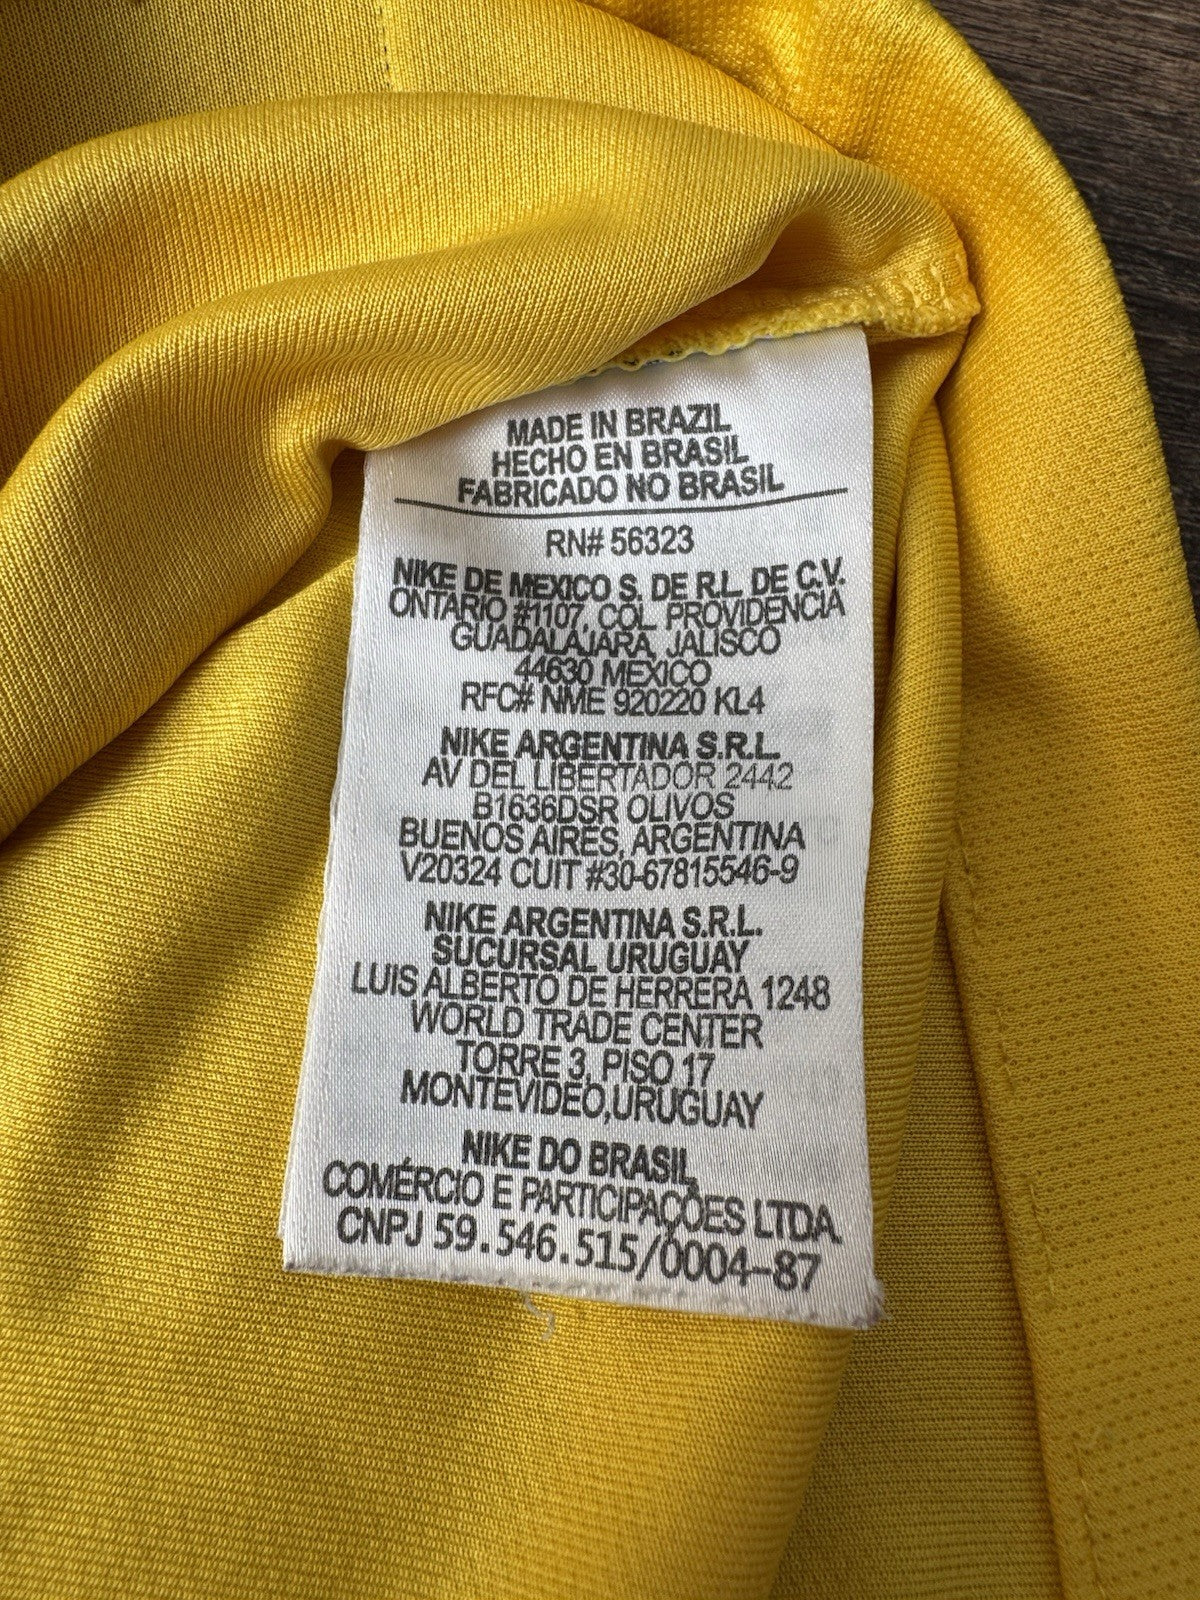 MADE IN BRAZIL
HECHO EN BRASIL
FABRICADO NO BRASIL
RN# 56323
NIKE DE MEXICO S. DE R.L. DE C.V.
ONTARIO #1107, COL PROVIDENCIA
GUADALAJARA, JALISCO
44630 MEXICO
RFC# NME 920220 KL4
NIKE ARGENTINA S.R.L.
AV DEL LIBERTADOR 2442
B1636DSR OLIVOS
BUENOS AIRES, ARGENTINA
V20324 CUIT #30-67815546-9
NIKE ARGENTINA S.R.L.
SUCURSAL URUGUAY
LUIS ALBERTO DE HERRERA 1248
WORLD TRADE CENTER
TORRE 3, PISO 17
MONTEVIDEO,URUGUAY
NIKE DO BRASIL
COMÉRCIO E PARTICIPAÇÕES LTDA
CNPJ 59.546.515/0004-87